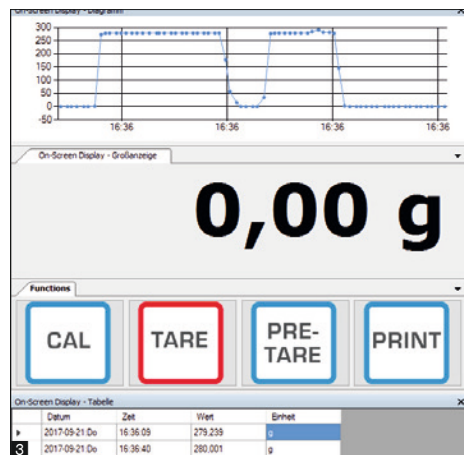 On-Screen Display - Diagramm
300
250
200
150
100
50
0
-50
16:36 16:36 16:36 16:36
On-Screen Display - Großanzeige
0,00 g
Functions
CAL TARE PRE-TARE PRINT
On-Screen Display - Tabelle
Datum Zeit Wert Einheit
2017-09-21:Do 16:36:09 279,239 g
3 2017-09-21:Do 16:36:40 280,001 g